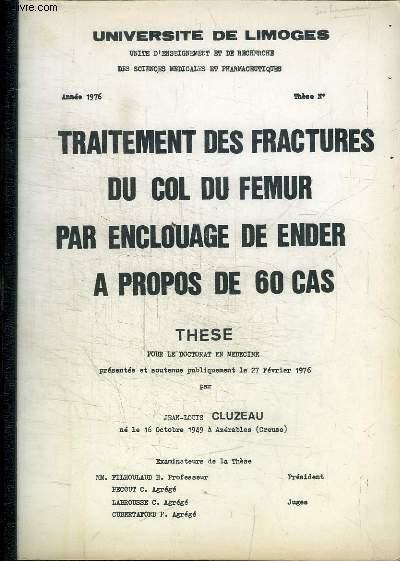 UNIVERSITE DE LIMOGES
UNITE D'ENSEIGNEMENT ET DE RECHERCHE
DES SCIENCES MEDICALES ET PHARMACEUTIQUES
Année 1976 Thèse N°
TRAITEMENT DES FRACTURES
DU COL DU FEMUR
PAR ENCLOUAGE DE ENDER
A PROPOS DE 60 CAS
THESE
POUR LE DOCTORAT EN MEDECINE
présentée et soutenue publiquement le 27 Février 1976
par
JEAN-LOUIS CLUZEAU
né le 16 Octobre 1949 à Azérables (Creuse)
Examinateurs de la Thèse
MM. FILHOULAUD H. Professeur Président
PECOUT C. Agrégé
LABROUSSE C. Agrégé Juges
CUBERTAFOND P. Agrégé